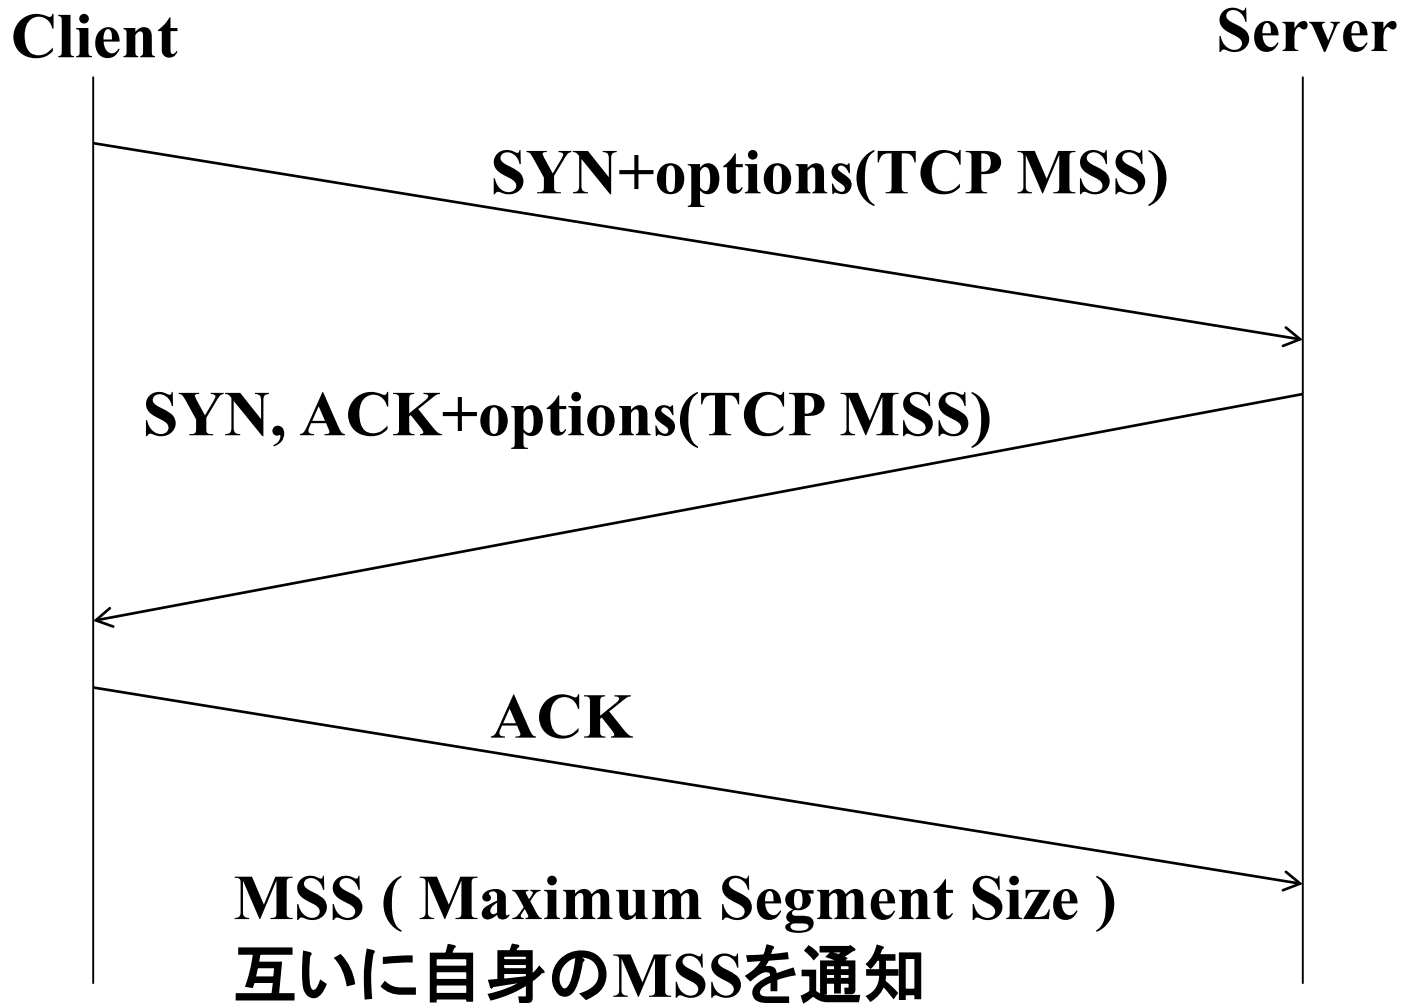 Client
Server
SYN+options(TCP MSS)
SYN, ACK+options(TCP MSS)
ACK
MSS ( Maximum Segment Size )
互いに自身のMSSを通知